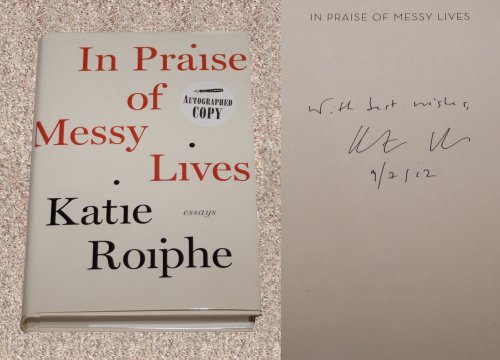 In Praise
of
Messy
Lives
AUTOGRAPHED
COPY
essays
Katie
Roiphe
IN PRAISE OF MESSY LIVES
With best wishes,
9/7/12